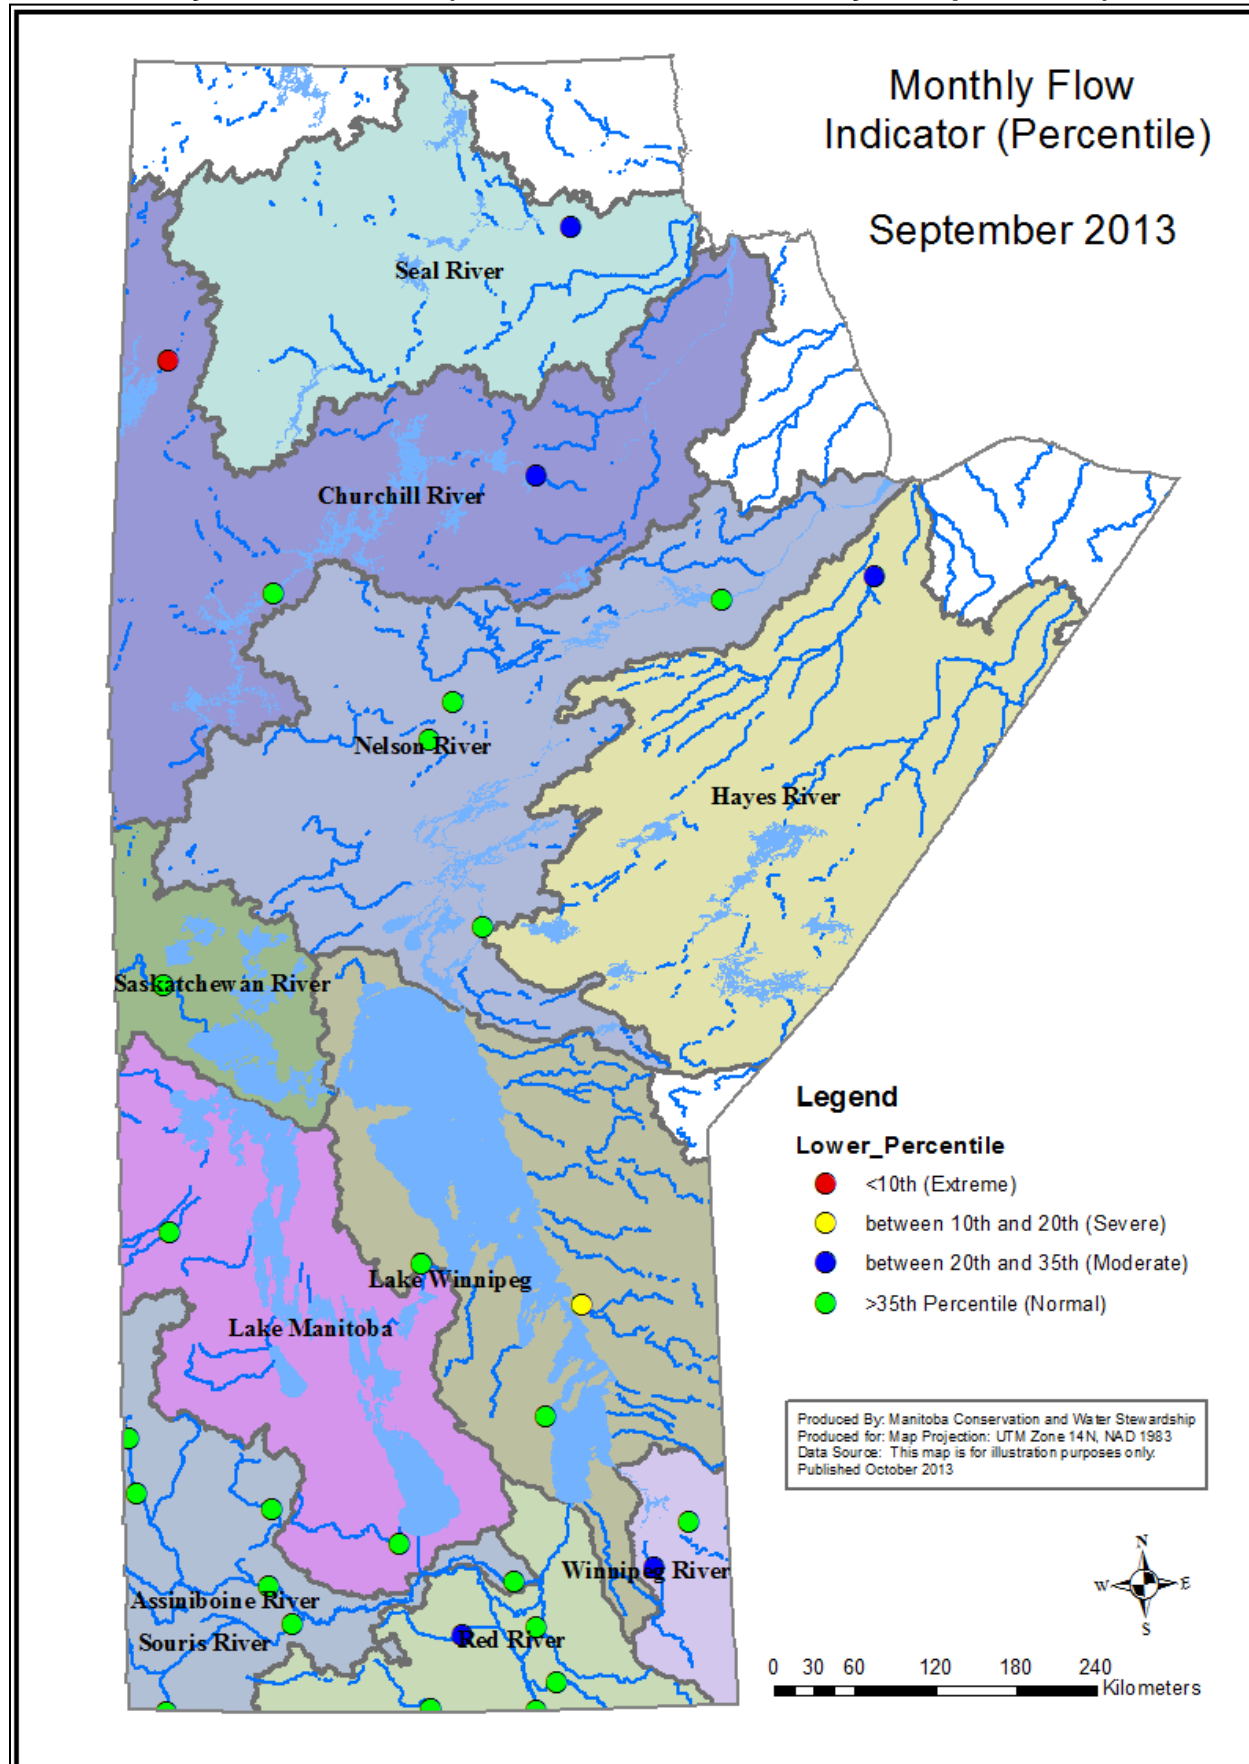 Monthly Flow
Indicator (Percentile)
September 2013
Seal River
Churchill River
Nelson River
Hayes River
Saskatchewan River
Lake Winnipeg
Lake Manitoba
Winnipeg River
Assiniboine River
Souris River
Red River
Legend
Lower_Percentile
<10th (Extreme)
between 10th and 20th (Severe)
between 20th and 35th (Moderate)
>35th Percentile (Normal)
Produced By: Manitoba Conservation and Water Stewardship
Produced for: Map Projection: UTM Zone 14N, NAD 1983
Data Source: This map is for illustration purposes only.
Published October 2013
N
W
E
S
0 30 60 120 180 240
Kilometers